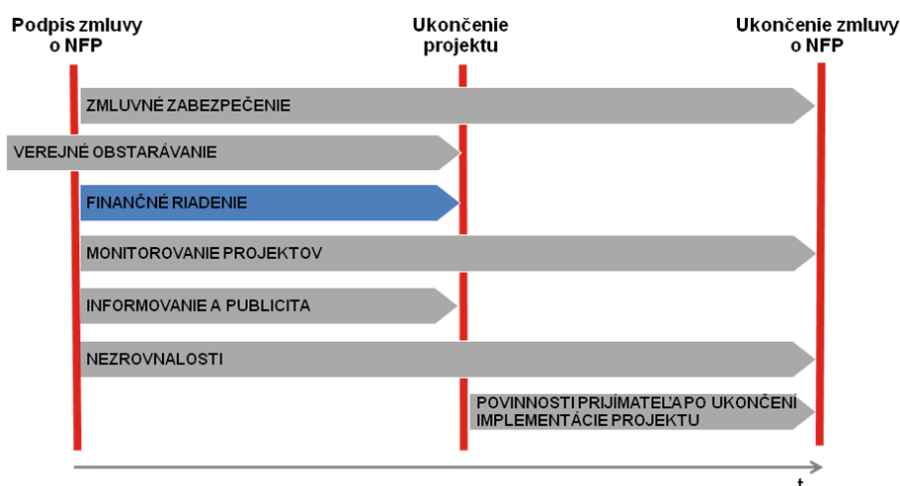 Podpis zmluvy
o NFP
Ukončenie
projektu
Ukončenie zmluvy
o NFP
ZMLUVNÉ ZABEZPEČENIE
VEREJNÉ OBSTARÁVANIE
FINANČNÉ RIADENIE
MONITOROVANIE PROJEKTOV
INFORMOVANIE A PUBLICITA
NEZROVNALOSTI
POVINNOSTI PRIJÍMATEĽA PO UKONČENÍ
IMPLEMENTÁCIE PROJEKTU
t